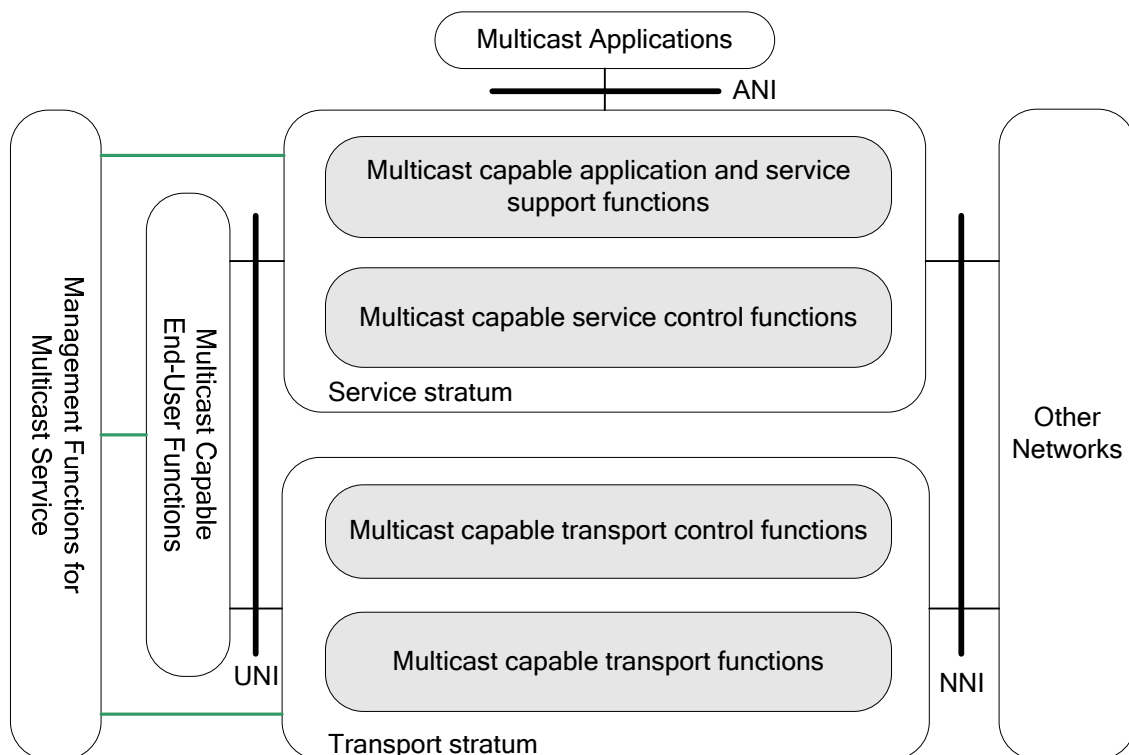 Multicast Applications
ANI
Multicast capable application and service
support functions
Multicast capable service control functions
Service stratum
Management Functions for
Multicast Service
Multicast Capable
End-User Functions
Other
Networks
Multicast capable transport control functions
Multicast capable transport functions
UNI
NNI
Transport stratum